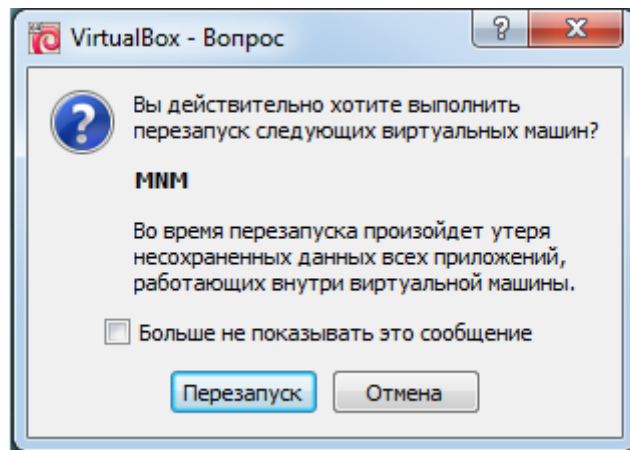 VirtualBox - Вопрос
Вы действительно хотите выполнить
перезапуск следующих виртуальных машин?
MNM
Во время перезапуска произойдет утеря
несохраненных данных всех приложений,
работающих внутри виртуальной машины.
Больше не показывать это сообщение
Перезапуск
Отмена